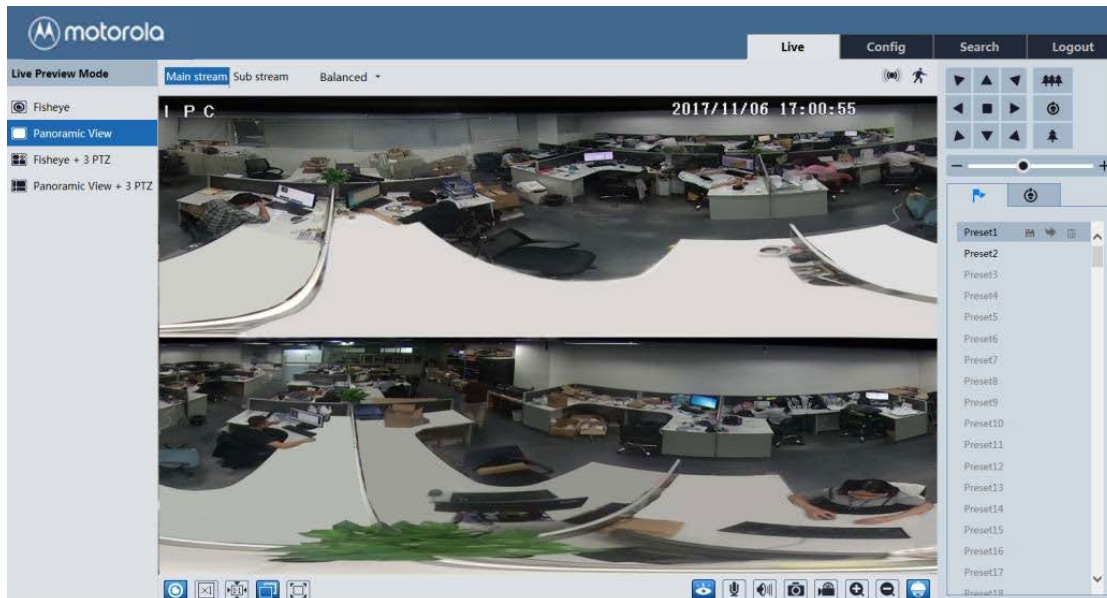 motorola
Live Config Search Logout
Live Preview Mode
Main stream Sub stream Balanced
Fisheye
Panoramic View
Fisheye + 3 PTZ
Panoramic View + 3 PTZ
I P C 2017/11/06 17:00:55
Preset1
Preset2
Preset3
Preset4
Preset5
Preset6
Preset7
Preset8
Preset9
Preset10
Preset11
Preset12
Preset13
Preset14
Preset15
Preset16
Preset17
Preset18